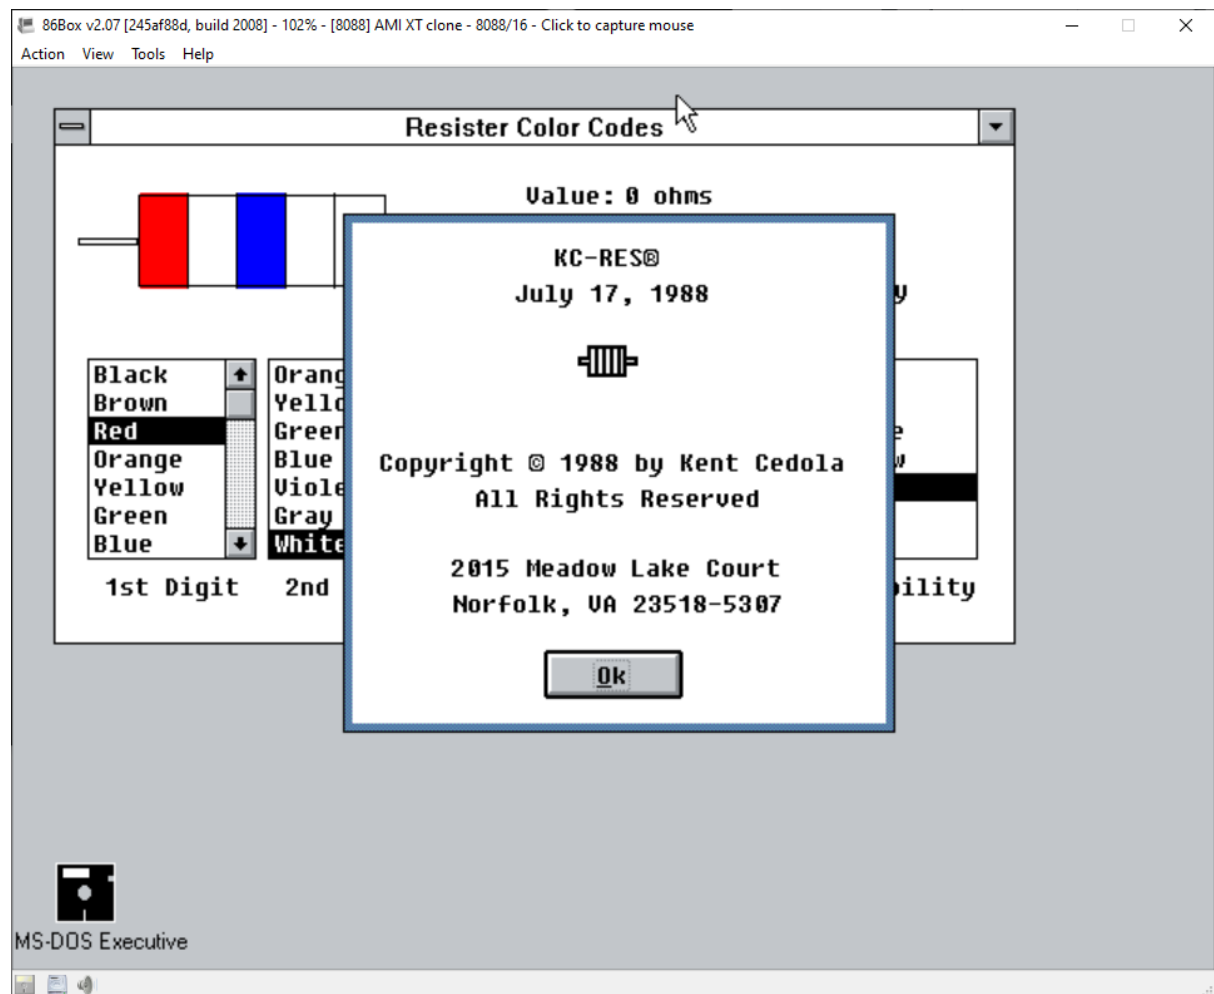 86Box v2.07 [245af88d, build 2008] - 102% - [8088] AMI XT clone - 8088/16 - Click to capture mouse
Action View Tools Help
Resister Color Codes
Value: 0 ohms
KC-RES®
July 17, 1988
Copyright © 1988 by Kent Cedola
All Rights Reserved
2015 Meadow Lake Court
Norfolk, VA 23518-5307
Ok
Black
Brown
Red
Orange
Yellow
Green
Blue
1st Digit
Green
Blue
Gray
White
2nd
MS-DOS Executive